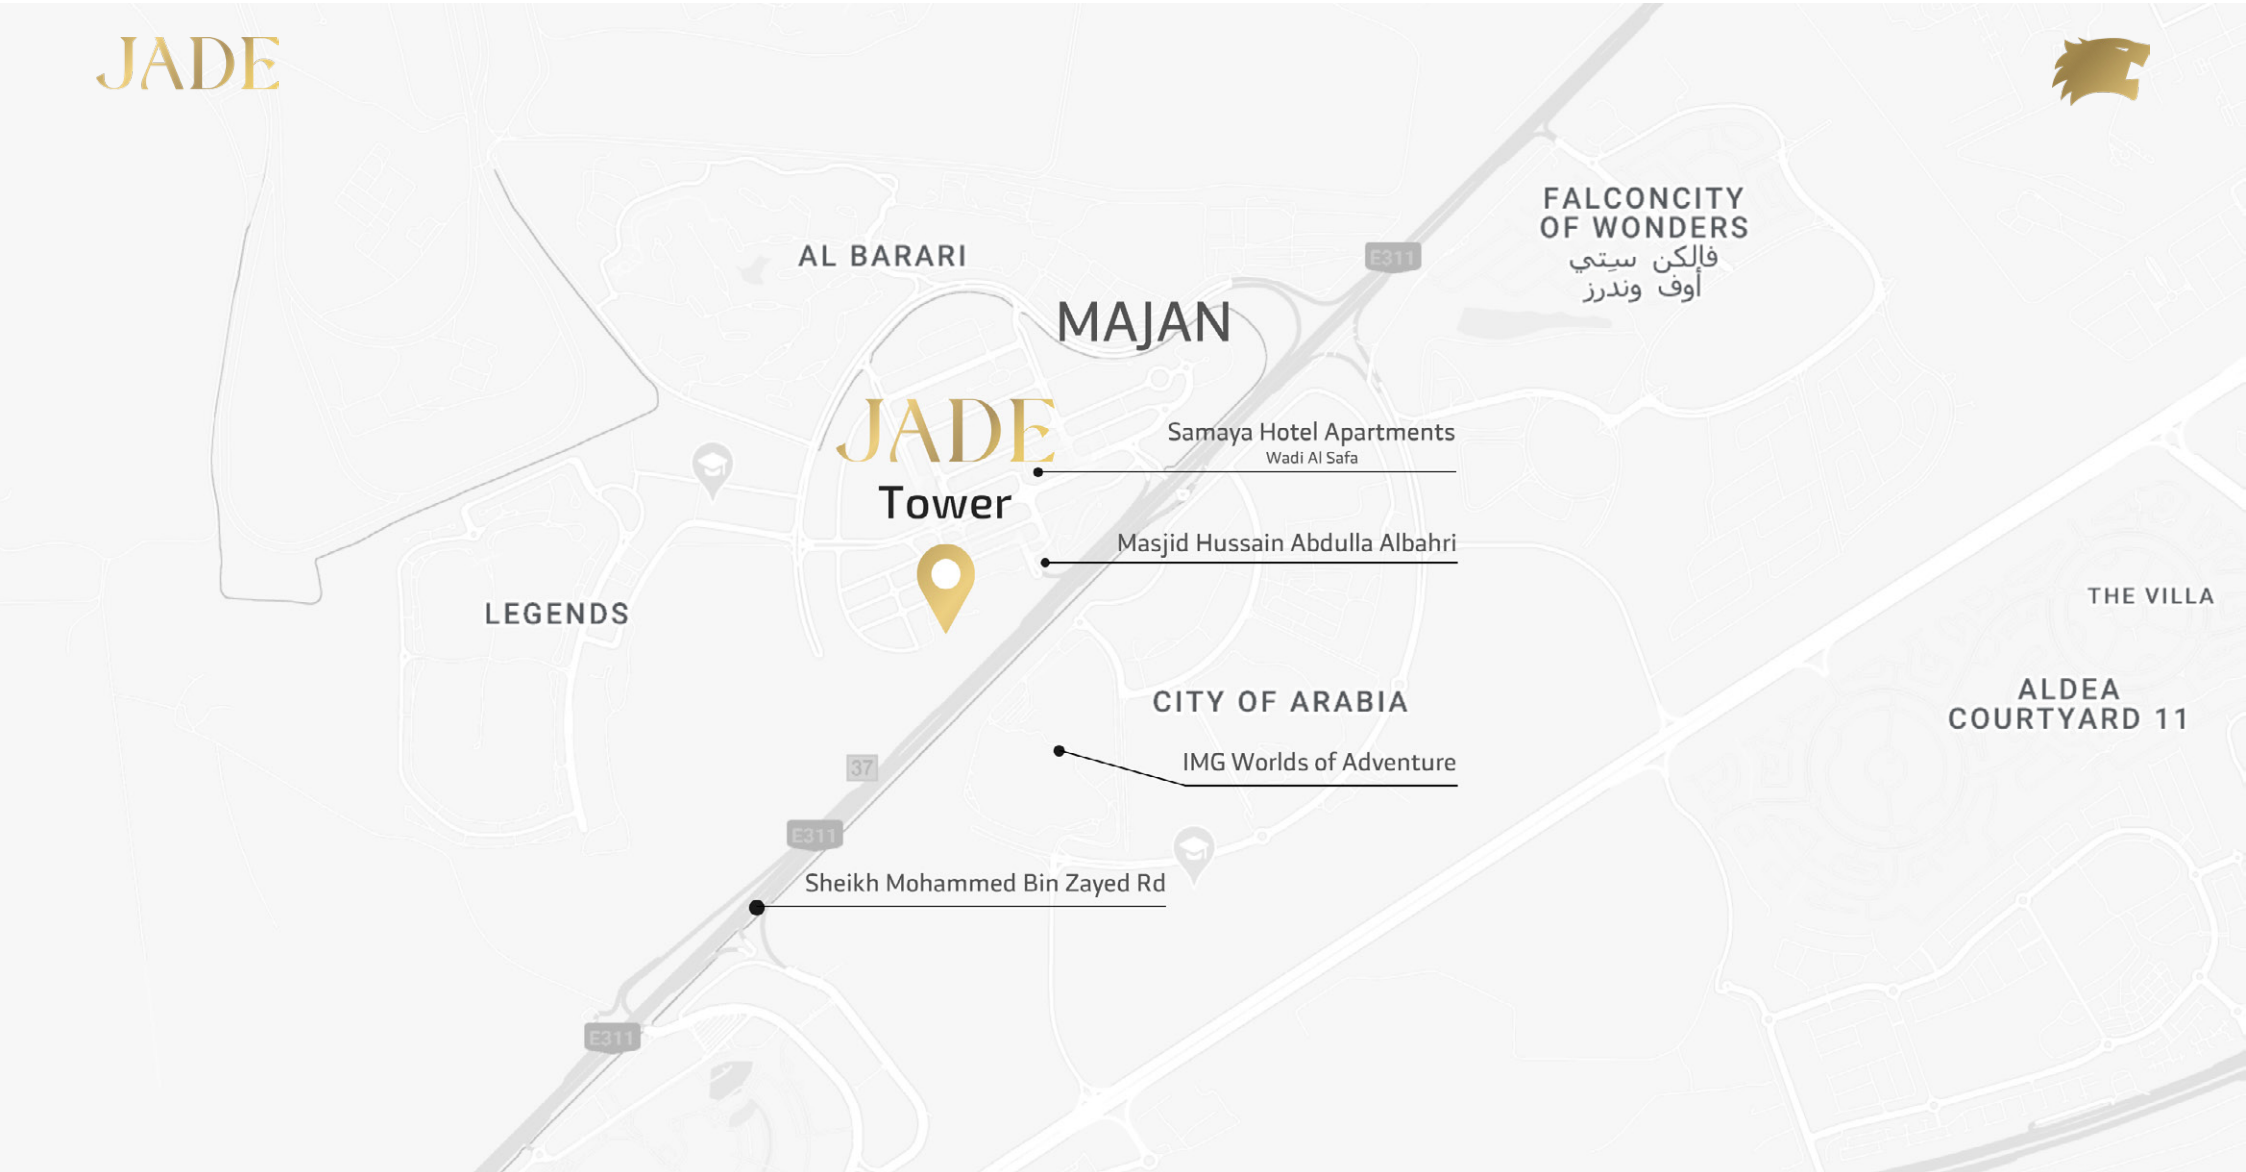 JADE
FALCONCITY
OF WONDERS
فالكن سيتي
أوف وندرز
AL BARARI
E311
MAJAN
JADE
Tower
Samaya Hotel Apartments
Wadi Al Safa
Masjid Hussain Abdulla Albahri
THE VILLA
LEGENDS
ALDEA
COURTYARD 11
CITY OF ARABIA
IMG Worlds of Adventure
37
E311
Sheikh Mohammed Bin Zayed Rd
E311